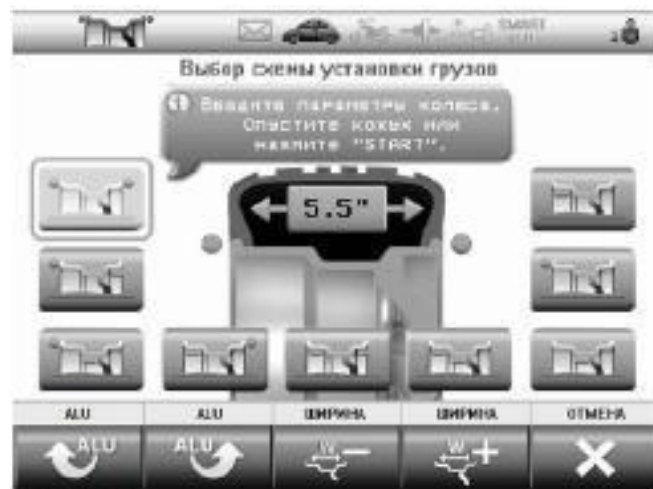 SMART
Выбор схемы установки грузов
Введите параметры колеса.
Опустите кожух или
нажмите "START".
5.5"
ALU
ALU
ШИРИНА
ШИРИНА
ОТМЕНА
ALU
ALU
W
W